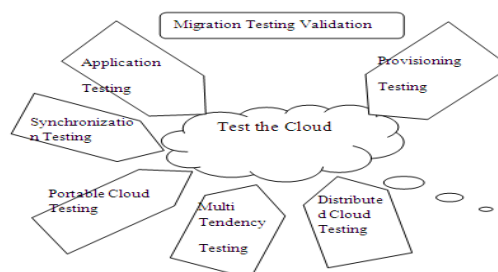 Migration Testing Validation
Application
Testing
Provisioning
Testing
Synchronizatio
n Testing
Test the Cloud
Portable Cloud
Testing
Multi
Tendency
Testing
Distribute
d Cloud
Testing